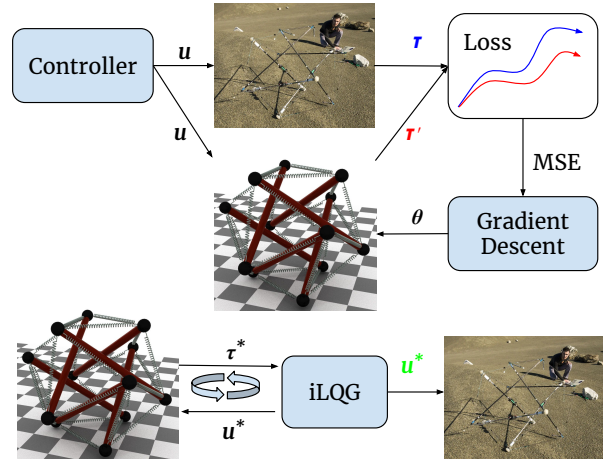 Controller
u
u
τ
τ′
Loss
MSE
θ
Gradient
Descent
τ*
u*
iLQG
u*